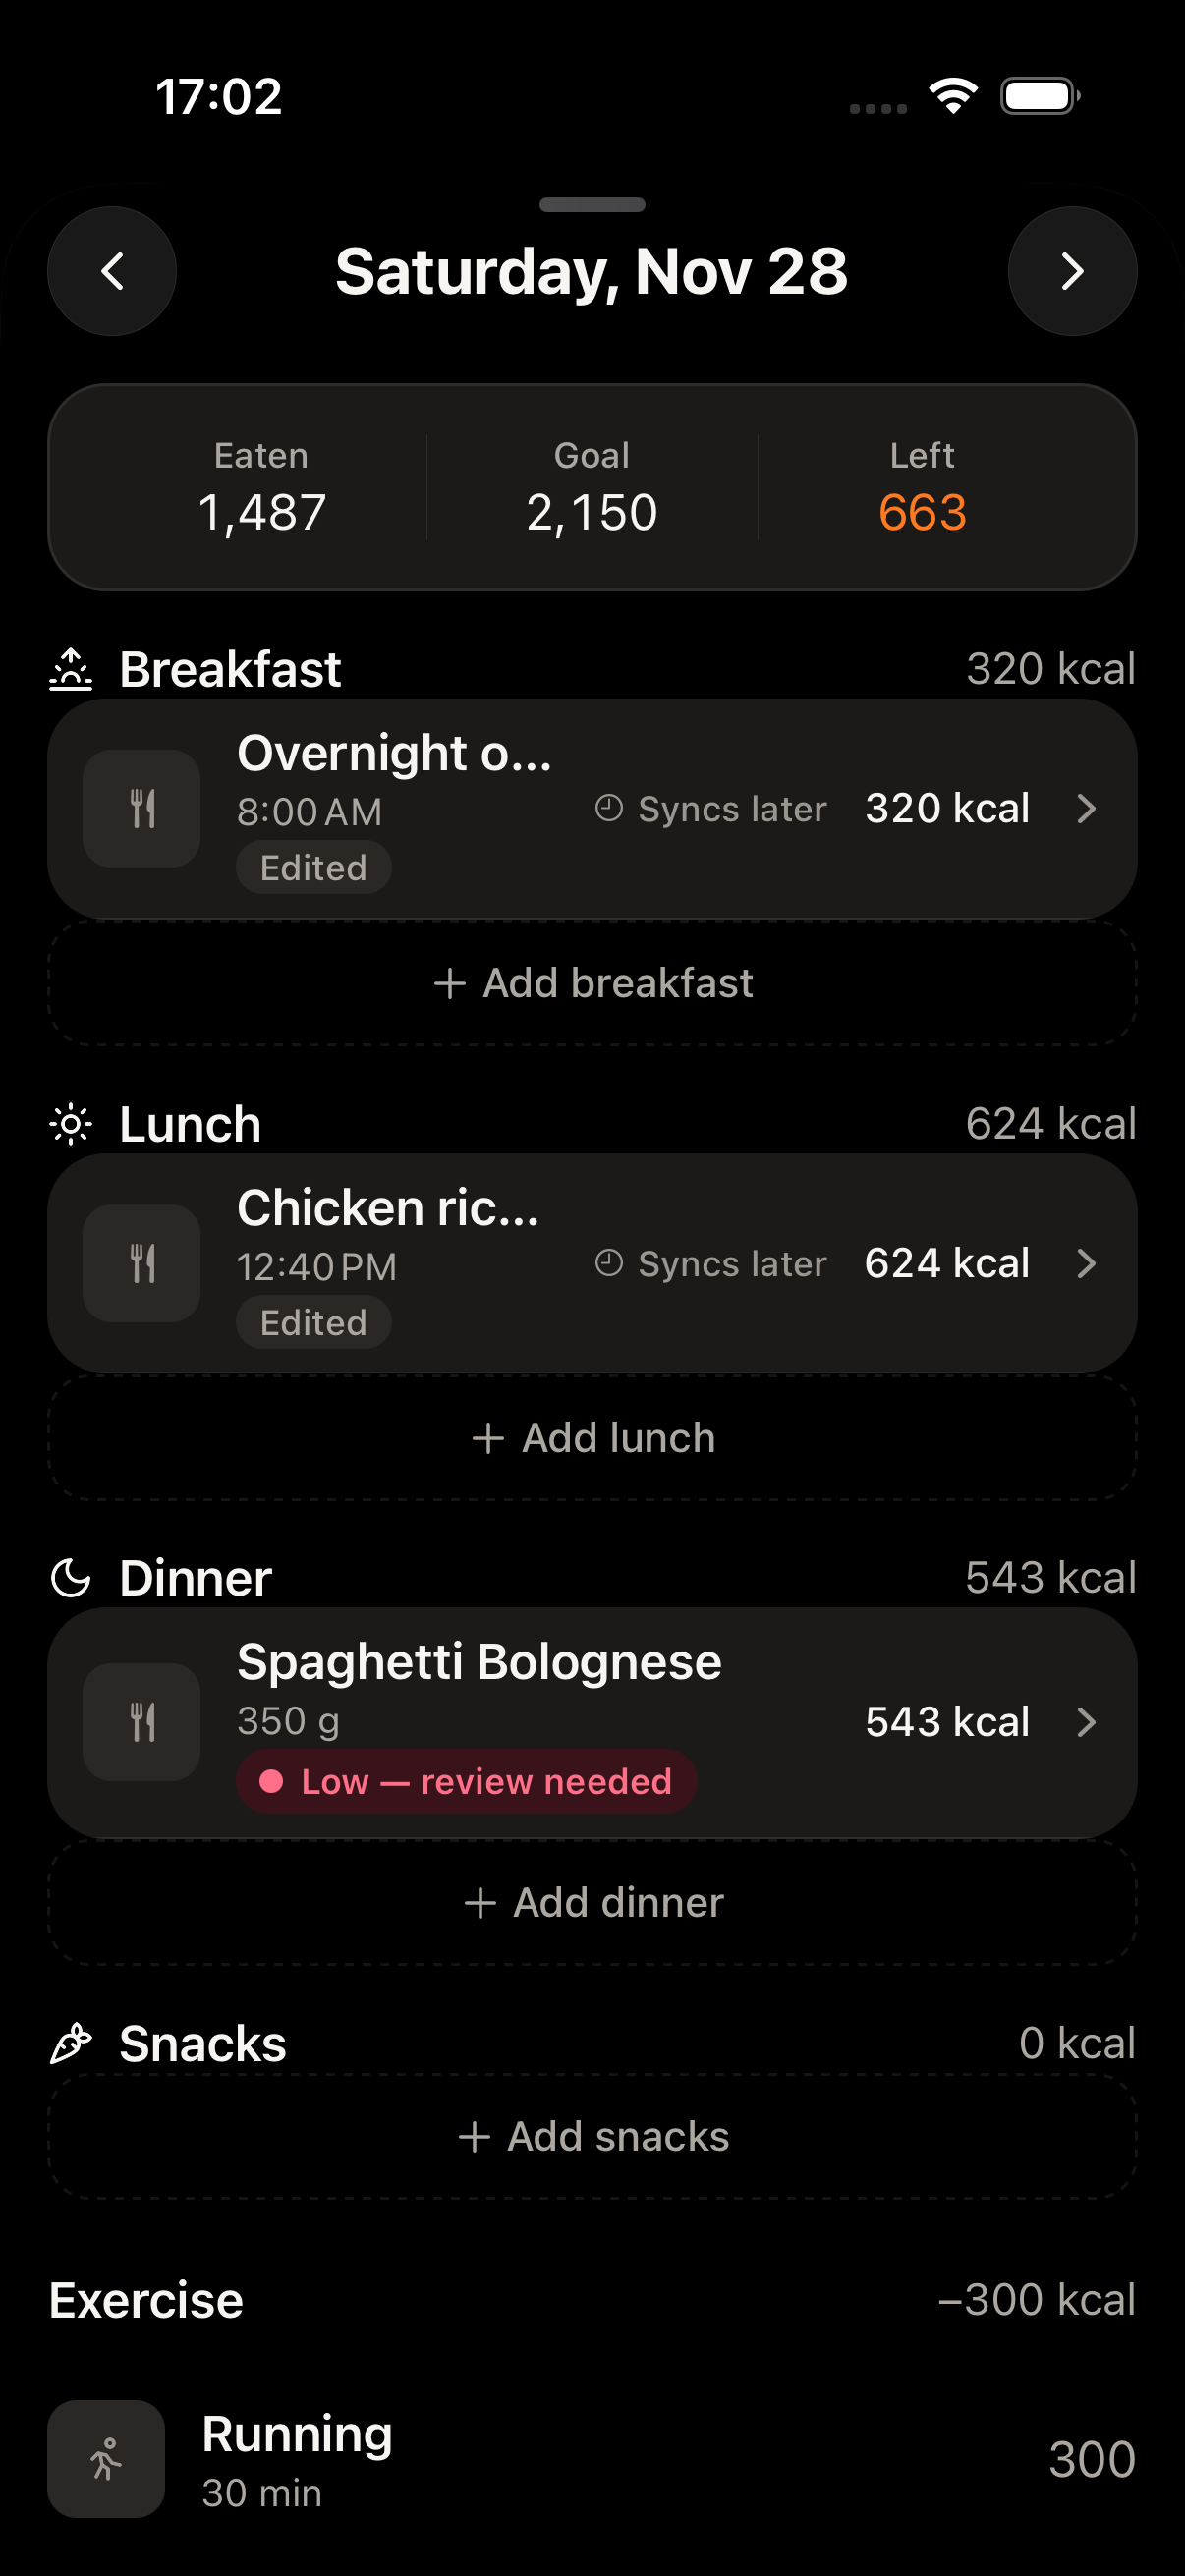 17:02
Saturday, Nov 28
Eaten Goal Left
1,487 2,150 663
Breakfast 320 kcal
Overnight o...
8:00 AM Syncs later 320 kcal
Edited
+ Add breakfast
Lunch 624 kcal
Chicken ric...
12:40 PM Syncs later 624 kcal
Edited
+ Add lunch
Dinner 543 kcal
Spaghetti Bolognese
350 g 543 kcal
Low — review needed
+ Add dinner
Snacks 0 kcal
+ Add snacks
Exercise –300 kcal
Running
30 min 300